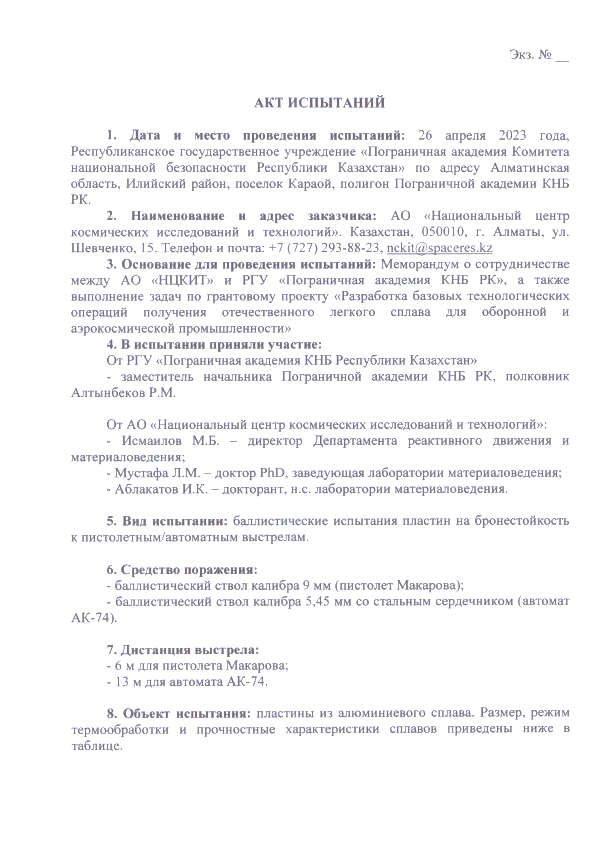 Экз. № __
АКТ ИСПЫТАНИЙ
1. Дата и место проведения испытаний: 26 апреля 2023 года,
Республиканское государственное учреждение «Пограничная академия Комитета
национальной безопасности Республики Казахстан» по адресу Алматинская
область, Илийский район, поселок Караой, полигон Пограничной академии КНБ
РК.
2. Наименование и адрес заказчика: АО «Национальный центр
космических исследований и технологий». Казахстан, 050010, г. Алматы, ул.
Шевченко, 15. Телефон и почта: +7 (727) 293-88-23, nckit@spaceres.kz
3. Основание для проведения испытаний: Меморандум о сотрудничестве
между АО «НЦКИТ» и РГУ «Пограничная академия КНБ РК», а также
выполнение задач по грантовому проекту «Разработка базовых технологических
операций получения отечественного легкого сплава для оборонной и
аэрокосмической промышленности»
4. В испытании приняли участие:
От РГУ «Пограничная академия КНБ Республики Казахстан»
- заместитель начальника Пограничной академии КНБ РК, полковник
Алтынбеков Р.М.
От АО «Национальный центр космических исследований и технологий»:
- Исмаилов М.Б. – директор Департамента реактивного движения и
материаловедения;
- Мустафа Л.М. – доктор PhD, заведующая лаборатории материаловедения;
- Аблакатов И.К. – докторант, н.с. лаборатории материаловедения.
5. Вид испытании: баллистические испытания пластин на бронестойкость
к пистолетным/автоматным выстрелам.
6. Средство поражения:
- баллистический ствол калибра 9 мм (пистолет Макарова);
- баллистический ствол калибра 5,45 мм со стальным сердечником (автомат
АК-74).
7. Дистанция выстрела:
- 6 м для пистолета Макарова;
- 13 м для автомата АК-74.
8. Объект испытания: пластины из алюминиевого сплава. Размер, режим
термообработки и прочностные характеристики сплавов приведены ниже в
таблице.